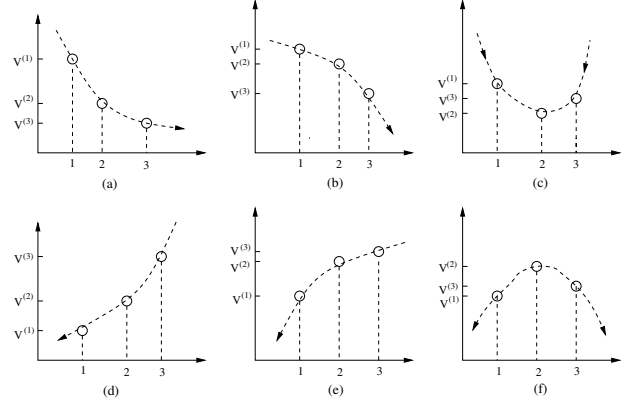 V(1)
V(2)
V(3)
1 2 3
(a)
V(1)
V(2)
V(3)
1 2 3
(b)
V(1)
V(3)
V(2)
1 2 3
(c)
V(3)
V(2)
V(1)
1 2 3
(d)
V(3)
V(2)
V(1)
1 2 3
(e)
V(2)
V(3)
V(1)
1 2 3
(f)